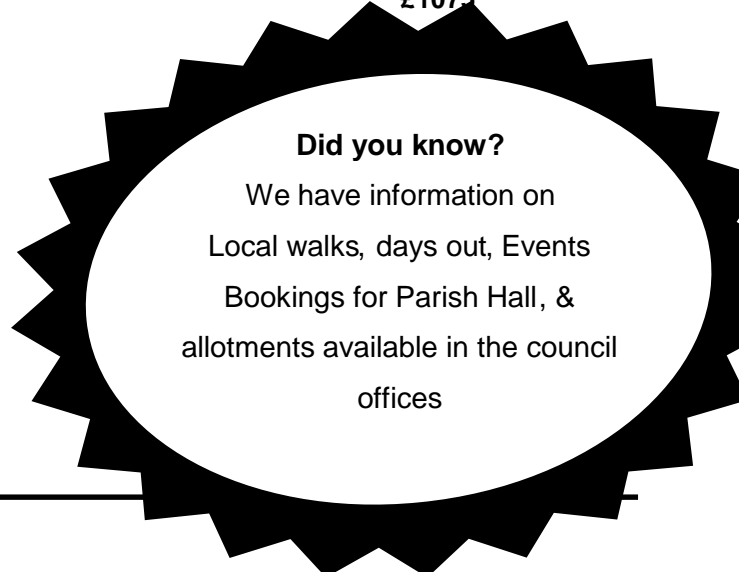 Did you know?
We have information on
Local walks, days out, Events
Bookings for Parish Hall, &
allotments available in the council
offices